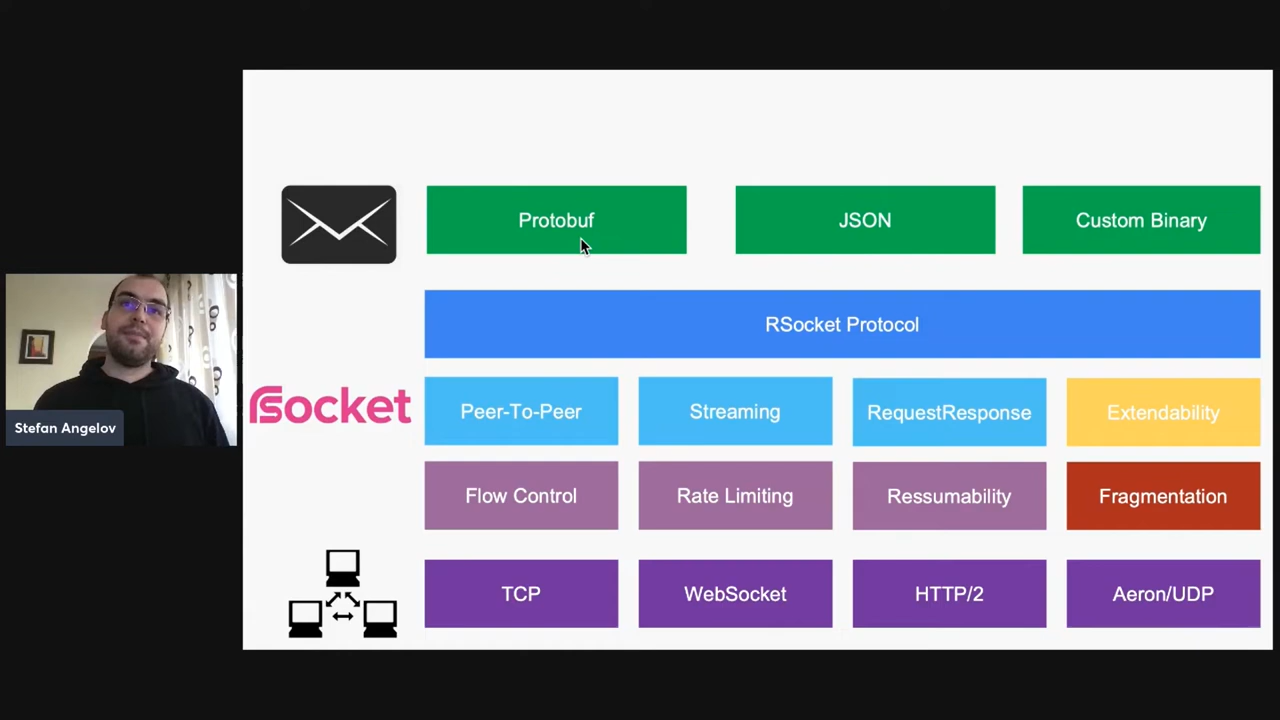 Protobuf
JSON
Custom Binary
RSocket Protocol
rsocket
Peer-To-Peer
Streaming
RequestResponse
Extendability
Stefan Angelov
Flow Control
Rate Limiting
Ressumability
Fragmentation
TCP
WebSocket
HTTP/2
Aeron/UDP